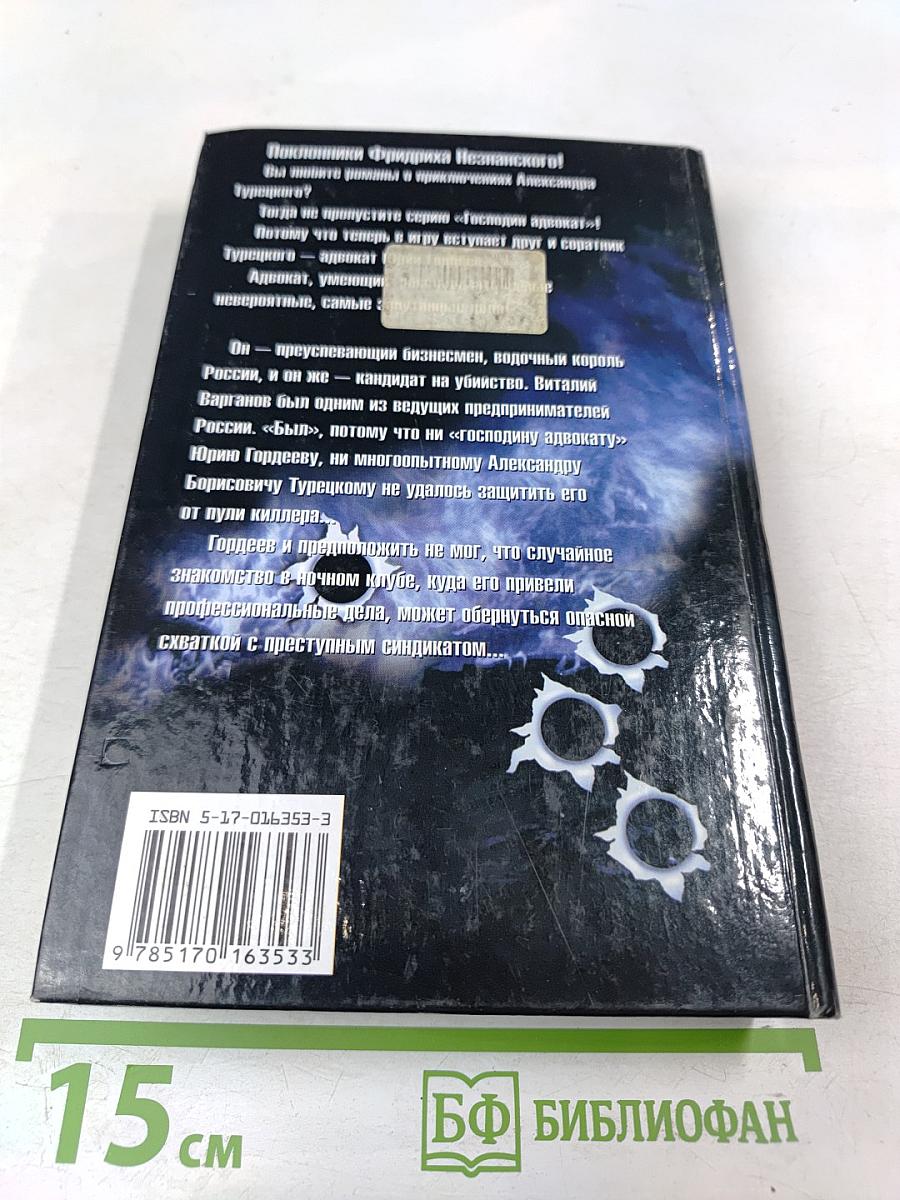 Поклонники Фридриха Незнанского!
Вы любите романы о приключениях Александра
Турецкого?
Тогда не пропустите серию «Господин адвокат»!
Потому что теперь в игру вступает друг и соратник
Турецкого — адвокат
Адвокат, умеющий
невероятные, самые
Он — преуспевающий бизнесмен, водочный король
России, и он же — кандидат на убийство. Виталий
Варганов был одним из ведущих предпринимателей
России. «Был», потому что ни «господину адвокату»
Юрию Гордееву, ни многоопытному Александру
Борисовичу Турецкому не удалось защитить его
от пули киллера...
Гордеев и предположить не мог, что случайное
знакомство в ночном клубе, куда его привели
профессиональные дела, может обернуться опасной
схваткой с преступным синдикатом...
ISBN 5-17-016353-3
9 785170 163533
15 см
БФ БИБЛИОФАН